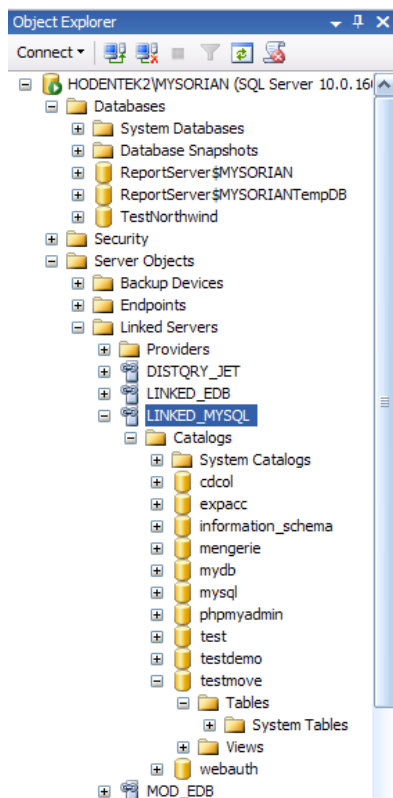 Object Explorer
Connect
HODENTEK2\MYSORIAN (SQL Server 10.0.160
Databases
System Databases
Database Snapshots
ReportServer$MYSORIAN
ReportServer$MYSORIANTempDB
TestNorthwind
Security
Server Objects
Backup Devices
Endpoints
Linked Servers
Providers
DISTQRY_JET
LINKED_EDB
LINKED_MYSQL
Catalogs
System Catalogs
cdcol
expacc
information_schema
mengerie
mydb
mysql
phpmyadmin
test
testdemo
testmove
Tables
System Tables
Views
webauth
MOD_EDB